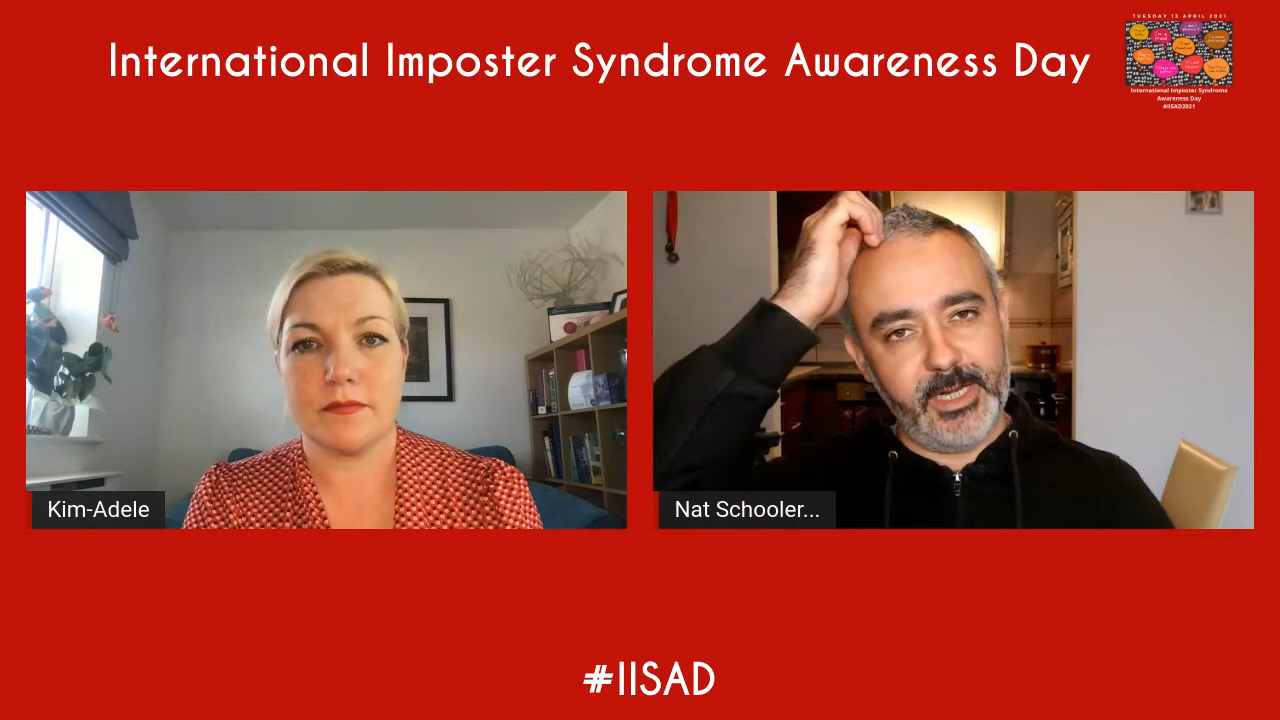 TUESDAY 13 APRIL 2021
International Imposter Syndrome Awareness Day
International Imposter Syndrome
Awareness Day
#IISAD2021
Kim-Adele
Nat Schooler...
#IISAD